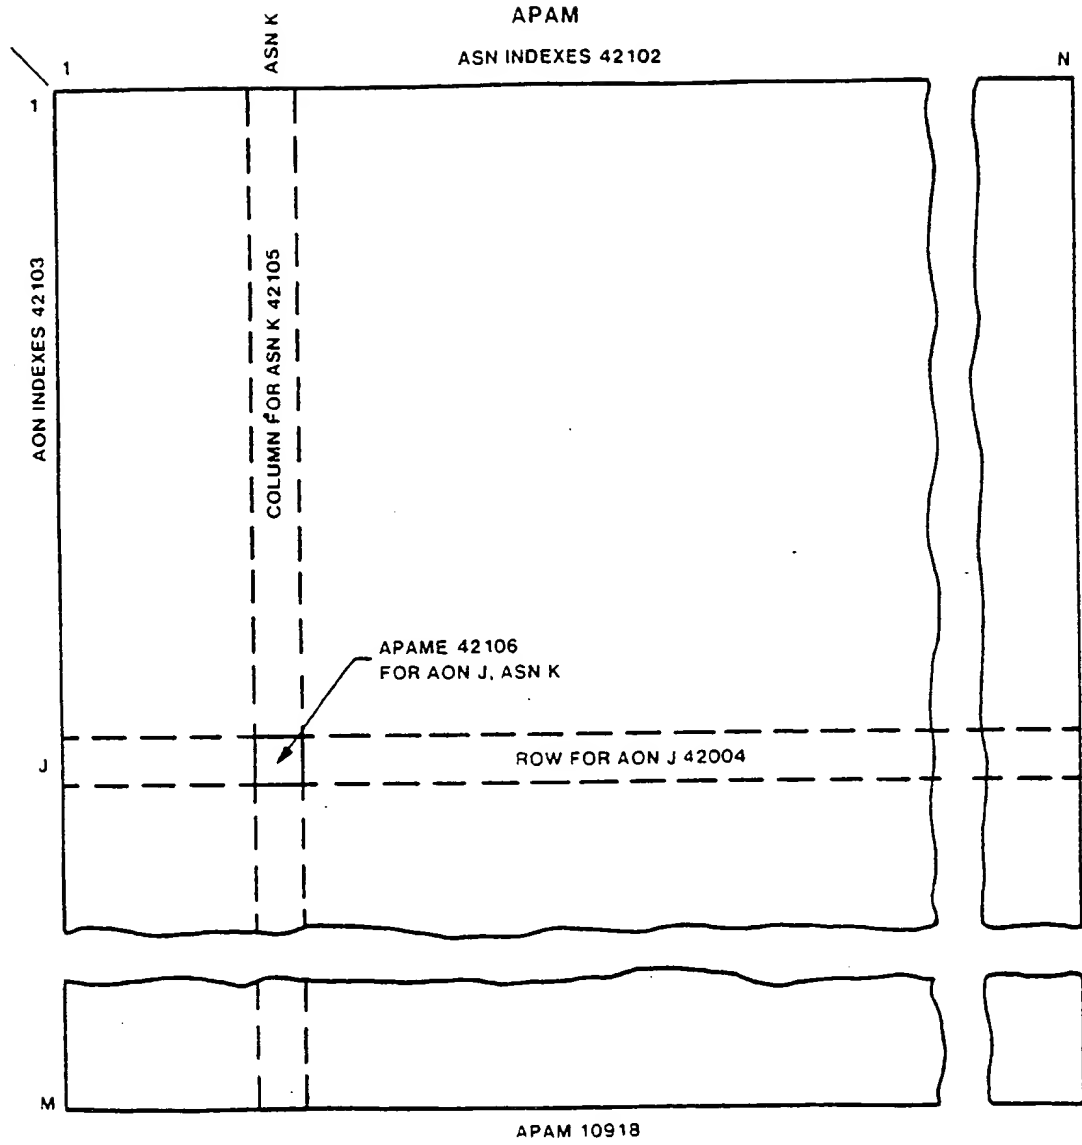 APAM
ASN K
ASN INDEXES 42102
1
N
1
AON INDEXES 42103
COLUMN FOR ASN K 42105
APAME 42106
FOR AON J, ASN K
J
ROW FOR AON J 42004
M
APAM 10918